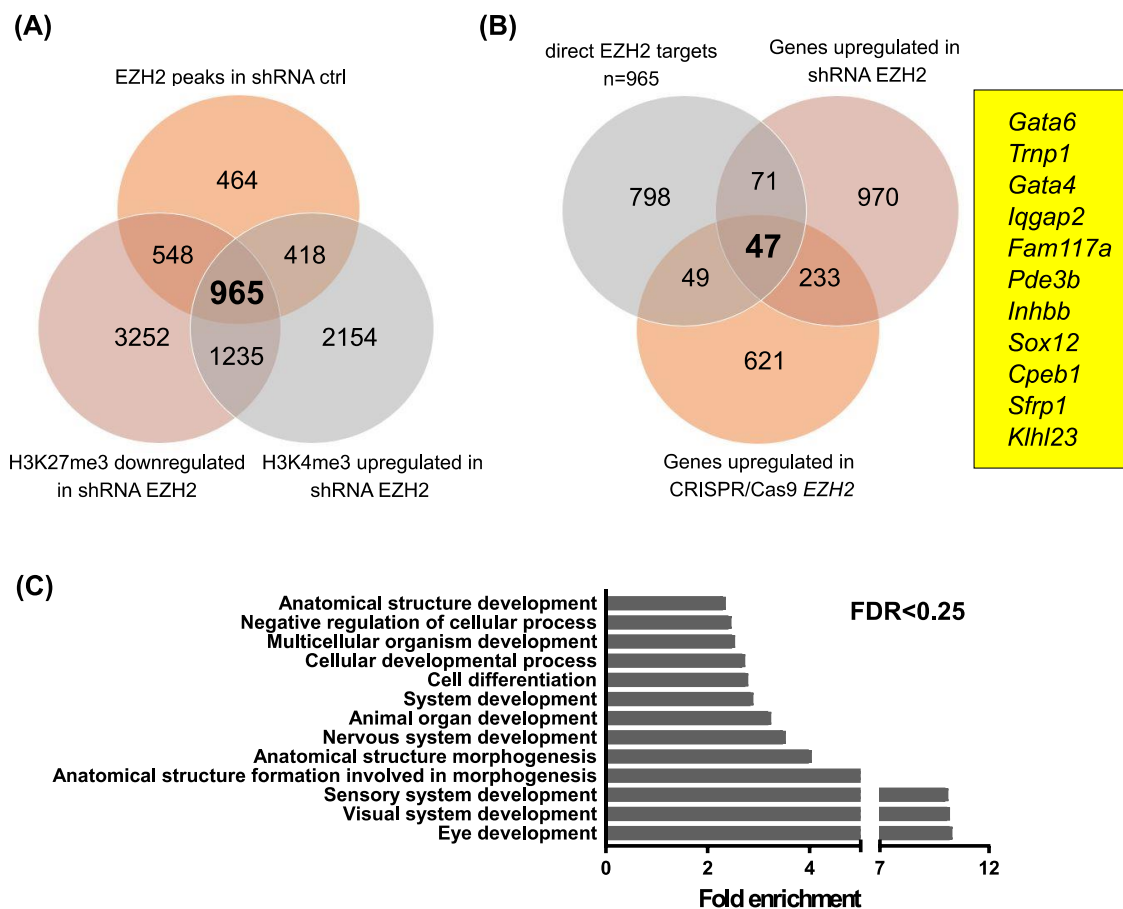 (A)
EZH2 peaks in shRNA ctrl
464
548
418
965
3252
1235
2154
H3K27me3 downregulated
in shRNA EZH2
H3K4me3 upregulated in
shRNA EZH2
(B)
direct EZH2 targets
n=965
Genes upregulated in
shRNA EZH2
798
71
970
47
49
233
621
Genes upregulated in
CRISPR/Cas9 EZH2
Gata6
Trnp1
Gata4
Iqgap2
Fam117a
Pde3b
Inhbb
Sox12
Cpeb1
Sfrp1
Klhl23
(C)
FDR<0.25
Anatomical structure development
Negative regulation of cellular process
Multicellular organism development
Cellular developmental process
Cell differentiation
System development
Animal organ development
Nervous system development
Anatomical structure morphogenesis
Anatomical structure formation involved in morphogenesis
Sensory system development
Visual system development
Eye development
0 2 4 7 12
Fold enrichment